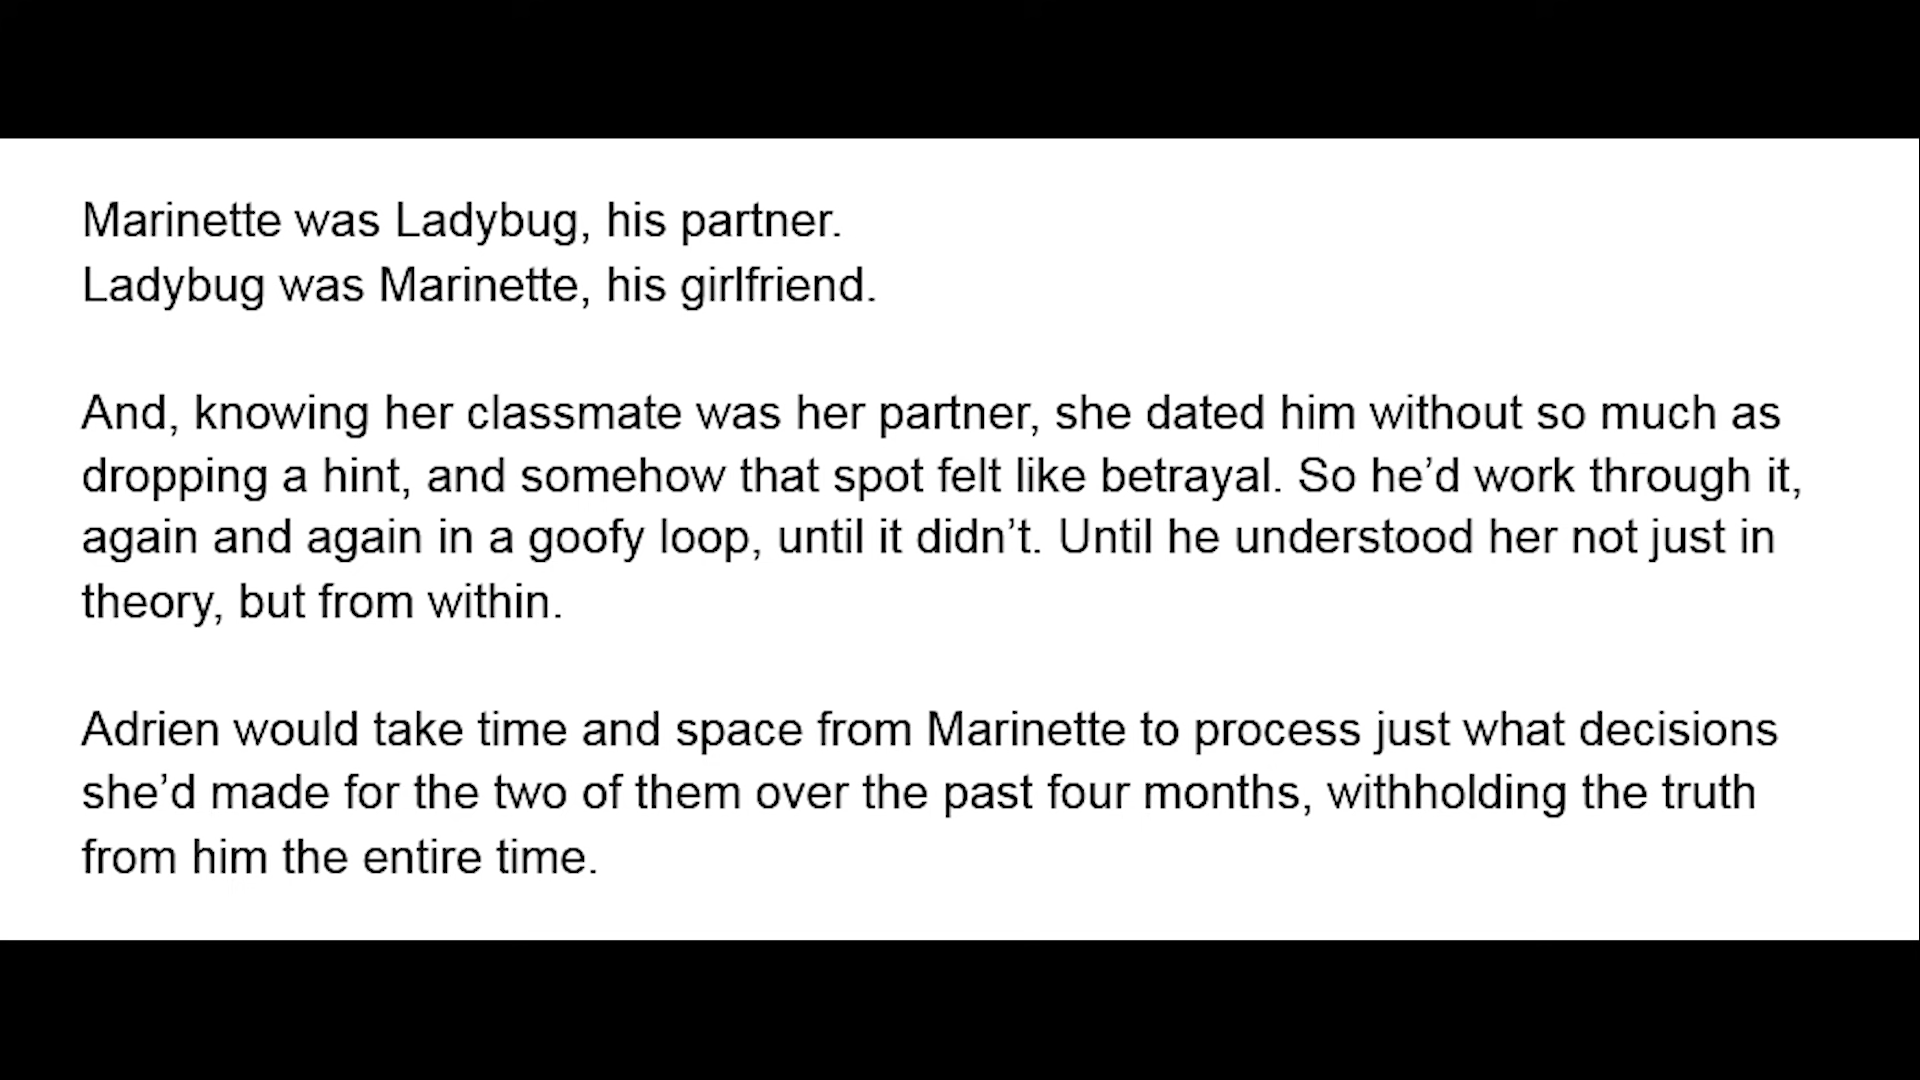 Marinette was Ladybug, his partner.
Ladybug was Marinette, his girlfriend.
And, knowing her classmate was her partner, she dated him without so much as
dropping a hint, and somehow that spot felt like betrayal. So he’d work through it,
again and again in a goofy loop, until it didn’t. Until he understood her not just in
theory, but from within.
Adrien would take time and space from Marinette to process just what decisions
she’d made for the two of them over the past four months, withholding the truth
from him the entire time.